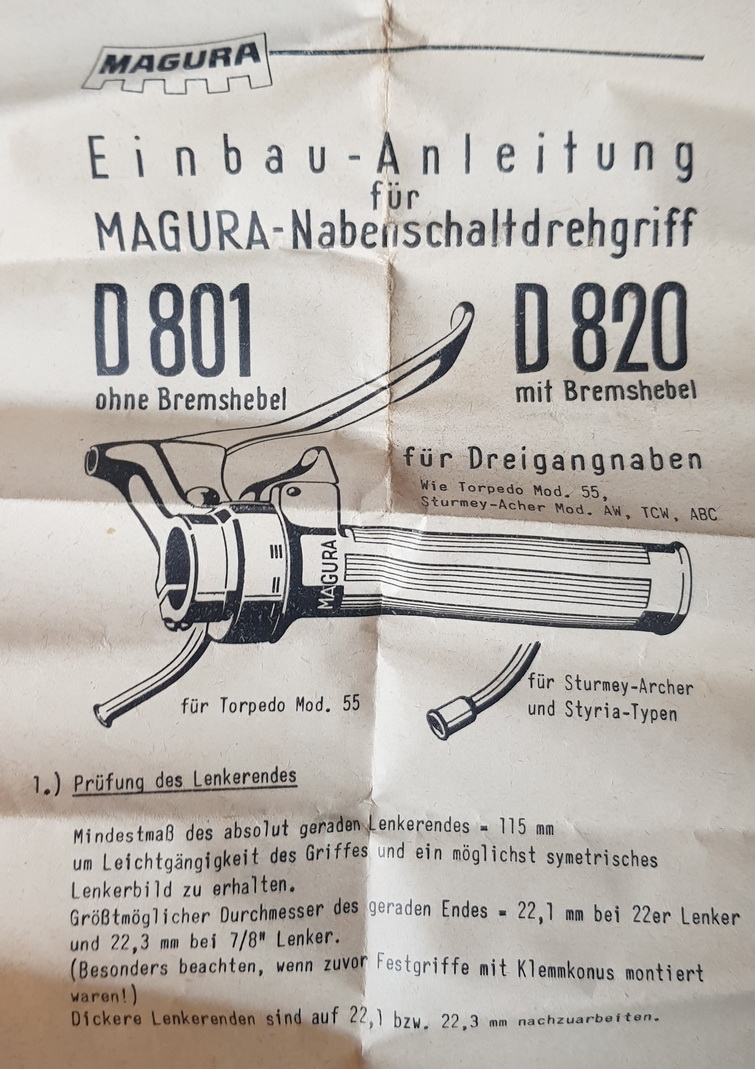 MAGURA
Einbau-Anleitung
für
MAGURA-Nabenschaltdrehgriff
D 801
ohne Bremshebel
D 820
mit Bremshebel
für Dreigangnaben
Wie Torpedo Mod. 55,
Sturmey-Acher Mod. AW, TCW, ABC
MAGURA
für Torpedo Mod. 55
für Sturmey-Archer
und Styria-Typen
1.) Prüfung des Lenkerendes
Mindestmaß des absolut geraden Lenkerendes = 115 mm
um Leichtgängigkeit des Griffes und ein möglichst symetrisches
Lenkerbild zu erhalten.
Größtmöglicher Durchmesser des geraden Endes = 22,1 mm bei 22er Lenker
und 22,3 mm bei 7/8" Lenker.
(Besonders beachten, wenn zuvor Festgriffe mit Klemmkonus montiert
waren!)
Dickere Lenkerenden sind auf 22,1 bzw. 22,3 mm nachzuarbeiten.